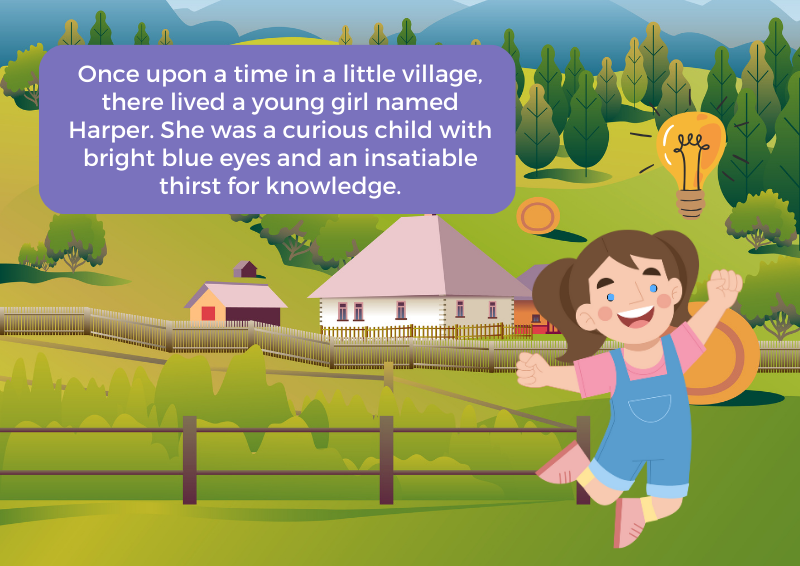 Once upon a time in a little village,
there lived a young girl named
Harper. She was a curious child with
bright blue eyes and an insatiable
thirst for knowledge.